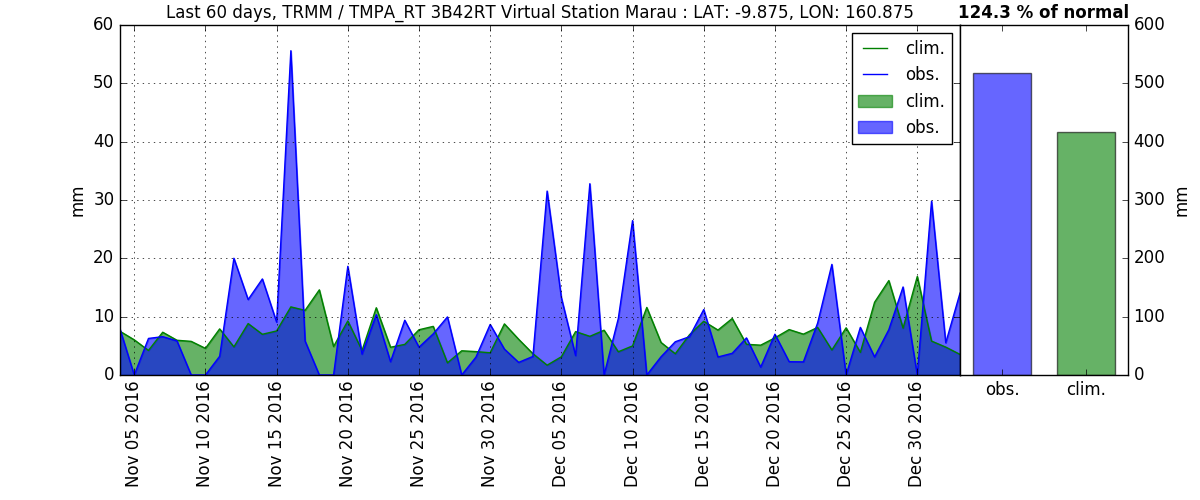 Last 60 days, TRMM / TMPA_RT 3B42RT Virtual Station Marau : LAT: -9.875, LON: 160.875
124.3 % of normal
60
50
40
30
20
10
0
mm
clim.
obs.
clim.
obs.
600
500
400
300
200
100
0
mm
obs.
clim.
Nov 05 2016
Nov 10 2016
Nov 15 2016
Nov 20 2016
Nov 25 2016
Nov 30 2016
Dec 05 2016
Dec 10 2016
Dec 15 2016
Dec 20 2016
Dec 25 2016
Dec 30 2016